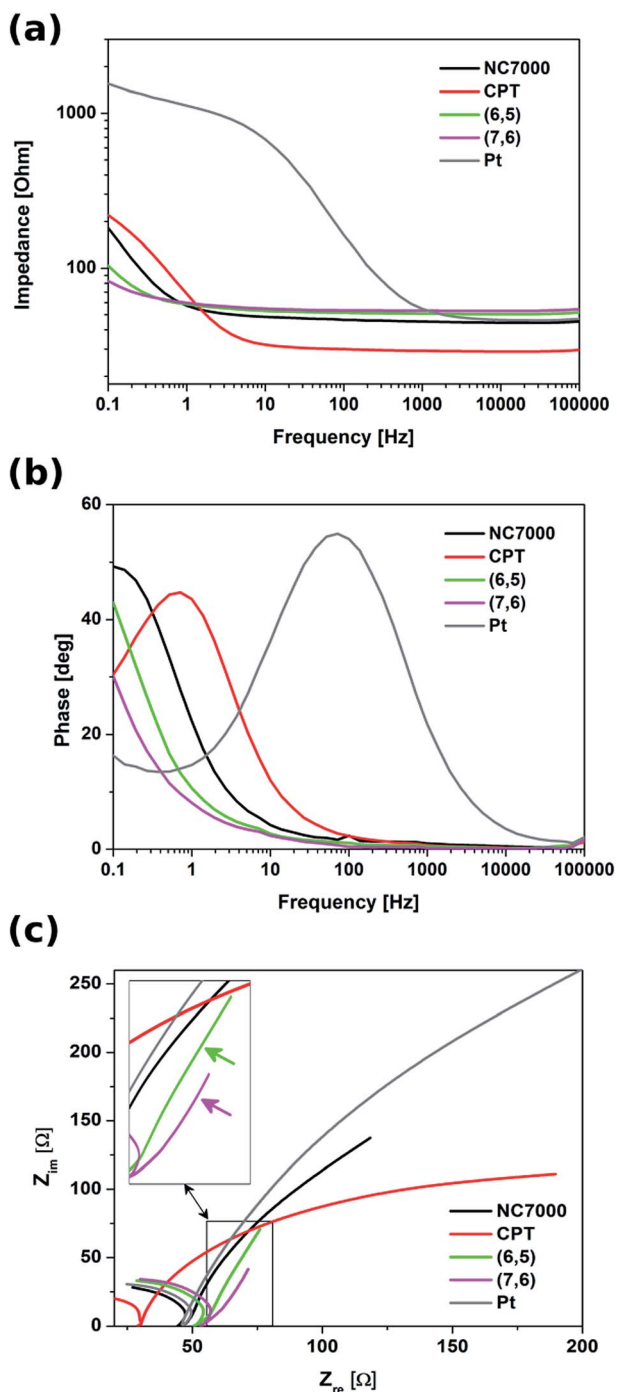 (a)
NC7000
CPT
(6,5)
(7,6)
Pt
1000
100
Impedance [Ohm]
0.1 1 10 100 1000 10000 100000
Frequency [Hz]
(b)
60
40
20
0
Phase [deg]
NC7000
CPT
(6,5)
(7,6)
Pt
0.1 1 10 100 1000 10000 100000
Frequency [Hz]
(c)
250
200
150
100
50
0
Z_im [Ω]
NC7000
CPT
(6,5)
(7,6)
Pt
50 100 150 200
Z_re [Ω]